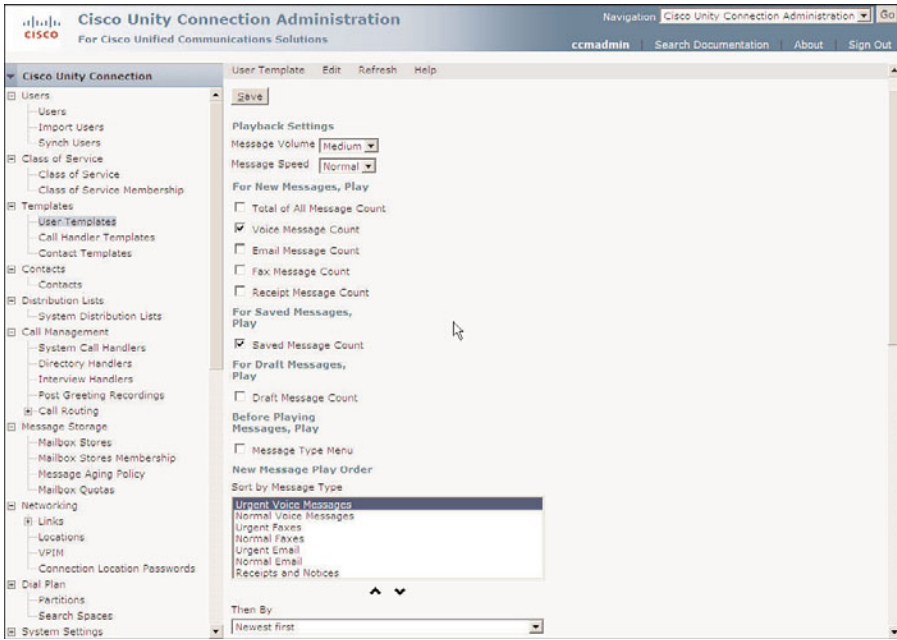 cisco
Cisco Unity Connection Administration
For Cisco Unified Communications Solutions
Navigation Cisco Unity Connection Administration Go
ccmadmin Search Documentation About Sign Out
Cisco Unity Connection
Users
Users
Import Users
Synch Users
Class of Service
Class of Service
Class of Service Membership
Templates
User Templates
Call Handler Templates
Contact Templates
Contacts
Contacts
Distribution Lists
System Distribution Lists
Call Management
System Call Handlers
Directory Handlers
Interview Handlers
Post Greeting Recordings
Call Routing
Message Storage
Mailbox Stores
Mailbox Stores Membership
Message Aging Policy
Mailbox Quotas
Networking
Links
Locations
VPIM
Connection Location Passwords
Dial Plan
Partitions
Search Spaces
System Settings
User Template Edit Refresh Help
Save
Playback Settings
Message Volume Medium
Message Speed Normal
For New Messages, Play
Total of All Message Count
Voice Message Count
Email Message Count
Fax Message Count
Receipt Message Count
For Saved Messages,
Play
Saved Message Count
For Draft Messages,
Play
Draft Message Count
Before Playing
Messages, Play
Message Type Menu
New Message Play Order
Sort by Message Type
Urgent Voice Messages
Normal Voice Messages
Urgent Faxes
Normal Faxes
Urgent Email
Normal Email
Receipts and Notices
Then By
Newest first